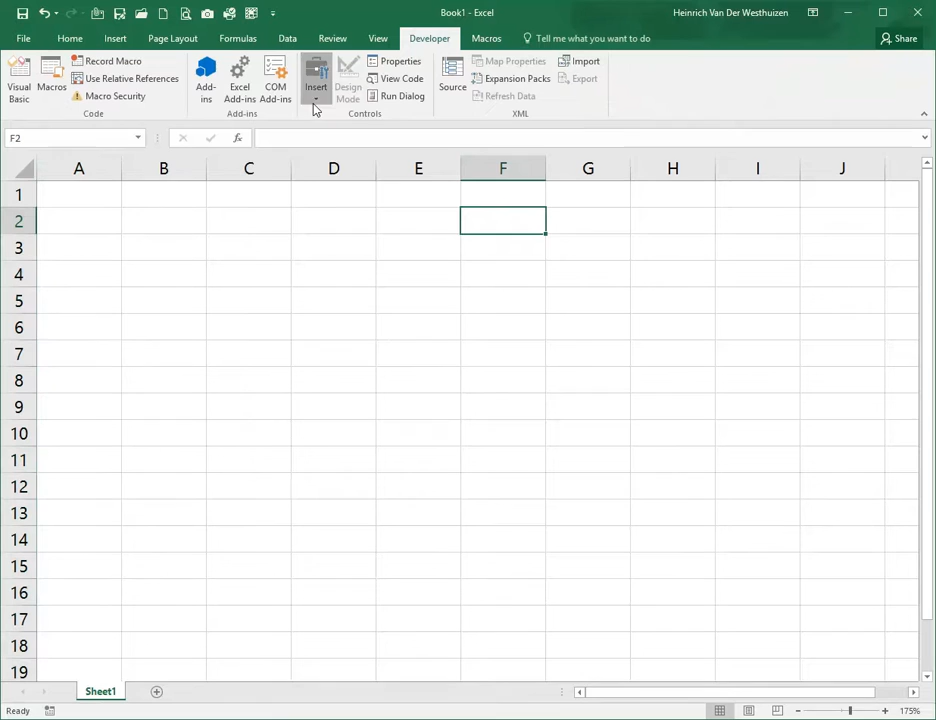 Book1 - Excel
Heinrich Van Der Westhuizen
File Home Insert Page Layout Formulas Data Review View Developer Macros Tell me what you want to do Share
Visual Basic
Macros
Record Macro
Use Relative References
Macro Security
Code
Add-ins
Excel Add-ins
COM Add-ins
Add-ins
Insert
Design Mode
Properties
View Code
Run Dialog
Controls
Source
Map Properties
Expansion Packs
Refresh Data
Import
Export
XML
F2 fx
A B C D E F G H I J
1
2
3
4
5
6
7
8
9
10
11
12
13
14
15
16
17
18
19
Sheet1
Ready 175%